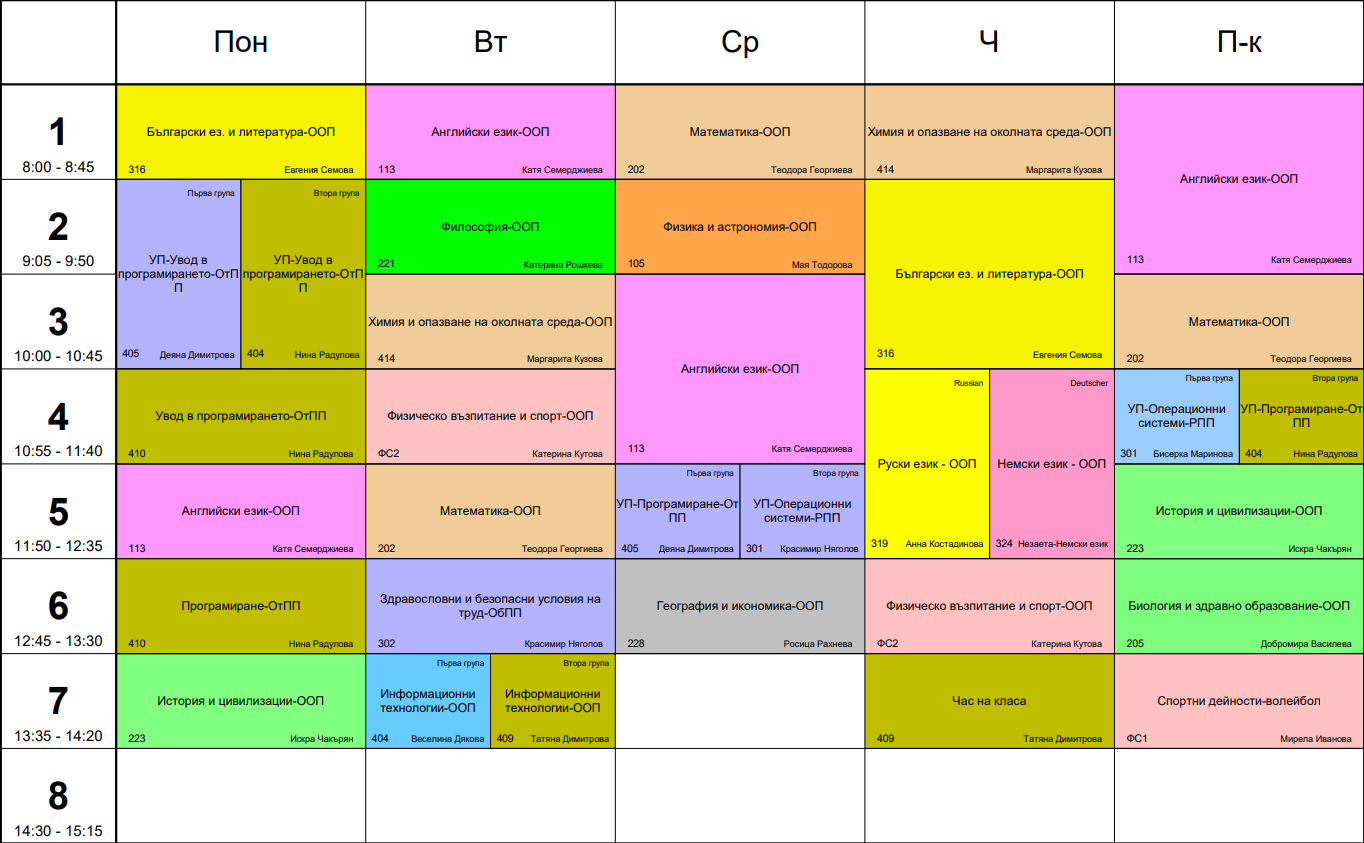 Пон
Вт
Ср
Ч
П-к
1
8:00 - 8:45
Български ез. и литература-ООП
316
Евгения Семова
Английски език-ООП
113
Катя Семерджиева
Математика-ООП
202
Теодора Георгиева
Химия и опазване на околната среда-ООП
414
Маргарита Кузова
Английски език-ООП
113
Катя Семерджиева
2
9:05 - 9:50
Първа група
УП-Увод в
програмирането-ОтП
П
405
Деяна Димитрова
Втора група
УП-Увод в
програмирането-ОтП
П
404
Нина Радулова
Философия-ООП
221
Катерина Рошкева
Физика и астрономия-ООП
105
Мая Тодорова
Български ез. и литература-ООП
316
Евгения Семова
3
10:00 - 10:45
Химия и опазване на околната среда-ООП
414
Маргарита Кузова
Английски език-ООП
113
Катя Семерджиева
Математика-ООП
202
Теодора Георгиева
4
10:55 - 11:40
Увод в програмирането-ОтПП
410
Нина Радулова
Физическо възпитание и спорт-ООП
ФС2
Катерина Кутова
Russian
Руски език - ООП
319
Анна Костадинова
Deutscher
Немски език - ООП
324
Незаета-Немски език
Първа група
УП-Операционни
системи-РПП
301
Бисерка Маринова
Втора група
УП-Програмиране-От
ПП
404
Нина Радулова
5
11:50 - 12:35
Английски език-ООП
113
Катя Семерджиева
Математика-ООП
202
Теодора Георгиева
Първа група
УП-Програмиране-От
ПП
405
Деяна Димитрова
Втора група
УП-Операционни
системи-РПП
301
Красимир Няголов
История и цивилизации-ООП
223
Искра Чакърян
6
12:45 - 13:30
Програмиране-ОтПП
410
Нина Радулова
Здравословни и безопасни условия на
труд-ОбПП
302
Красимир Няголов
География и икономика-ООП
228
Росица Рахнева
Физическо възпитание и спорт-ООП
ФС2
Катерина Кутова
Биология и здравно образование-ООП
205
Добромира Василева
7
13:35 - 14:20
История и цивилизации-ООП
223
Искра Чакърян
Първа група
Информационни
технологии-ООП
404
Веселина Дякова
Втора група
Информационни
технологии-ООП
409
Татяна Димитрова
Час на класа
409
Татяна Димитрова
Спортни дейности-волейбол
ФС1
Мирела Иванова
8
14:30 - 15:15